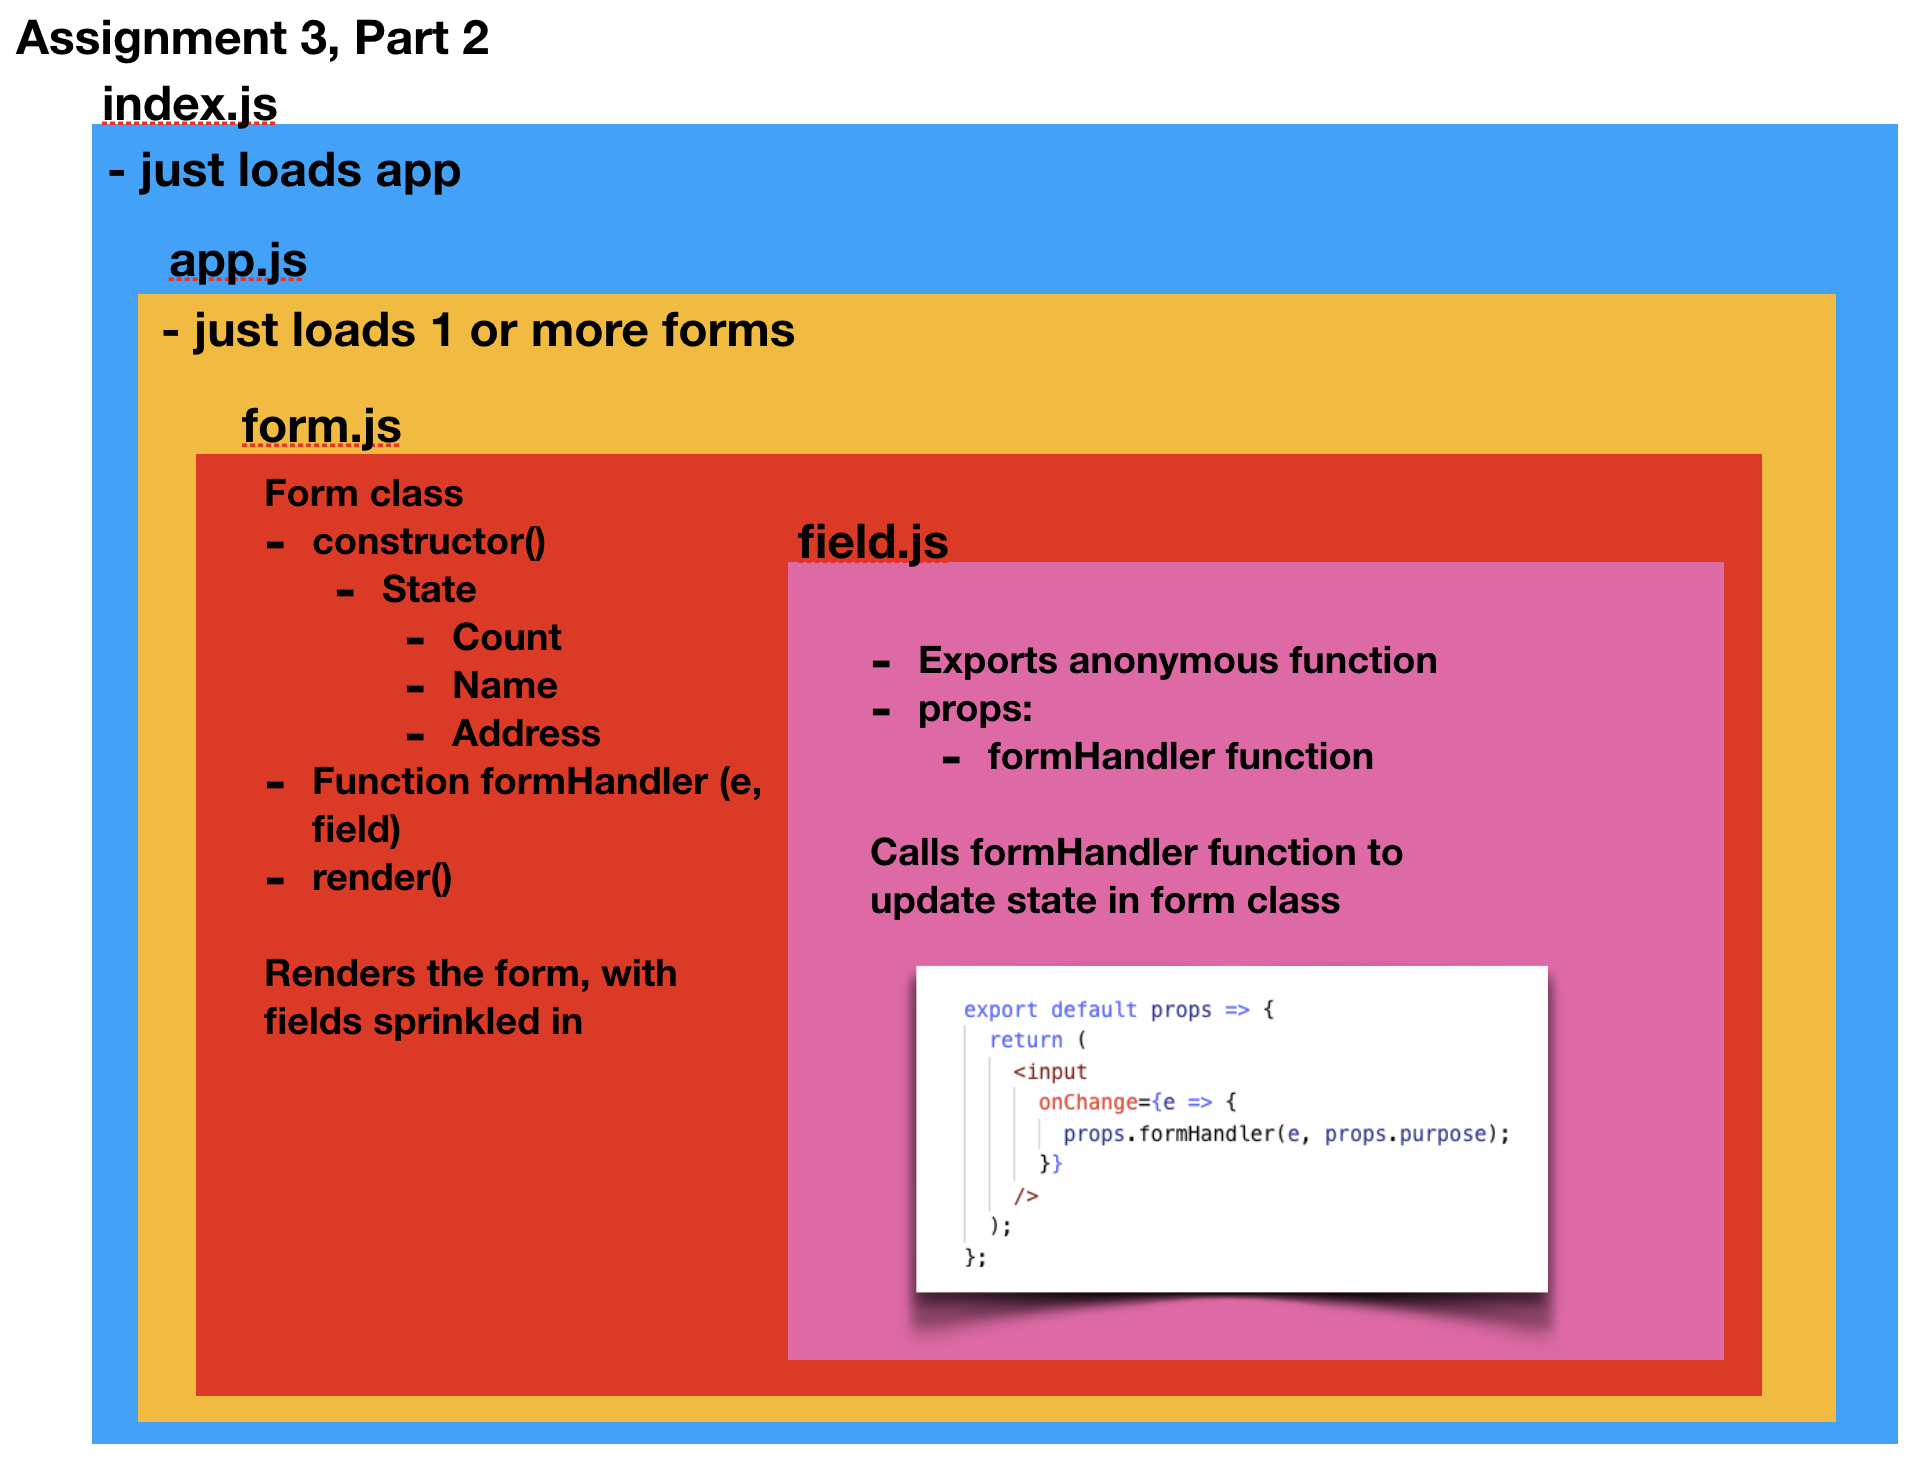 Assignment 3, Part 2
index.js
- just loads app
app.js
- just loads 1 or more forms
form.js
Form class
- constructor()
- State
- Count
- Name
- Address
- Function formHandler (e,
field)
- render()
Renders the form, with
fields sprinkled in
field.js
- Exports anonymous function
- props:
- formHandler function
Calls formHandler function to
update state in form class
export default props => {
return (
<input
onChange={e => {
props.formHandler(e, props.purpose);
}}
/>
);
};